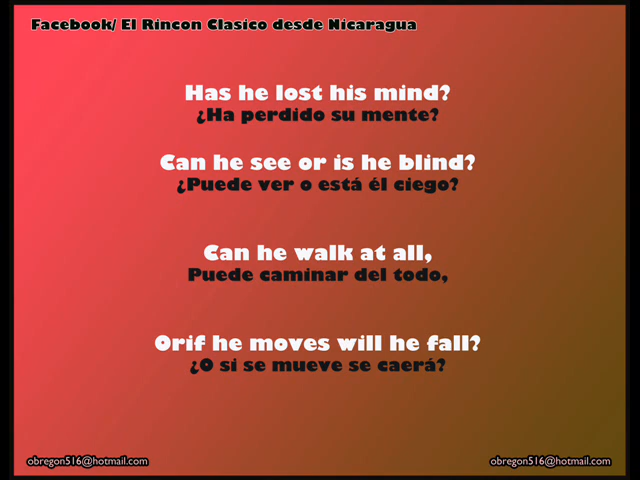 Facebook/ El Rincon Clasico desde Nicaragua
Has he lost his mind?
¿Ha perdido su mente?
Can he see or is he blind?
¿Puede ver o está él ciego?
Can he walk at all,
Puede caminar del todo,
Orif he moves will he fall?
¿O si se mueve se caerá?
obregon516@hotmail.com
obregon516@hotmail.com